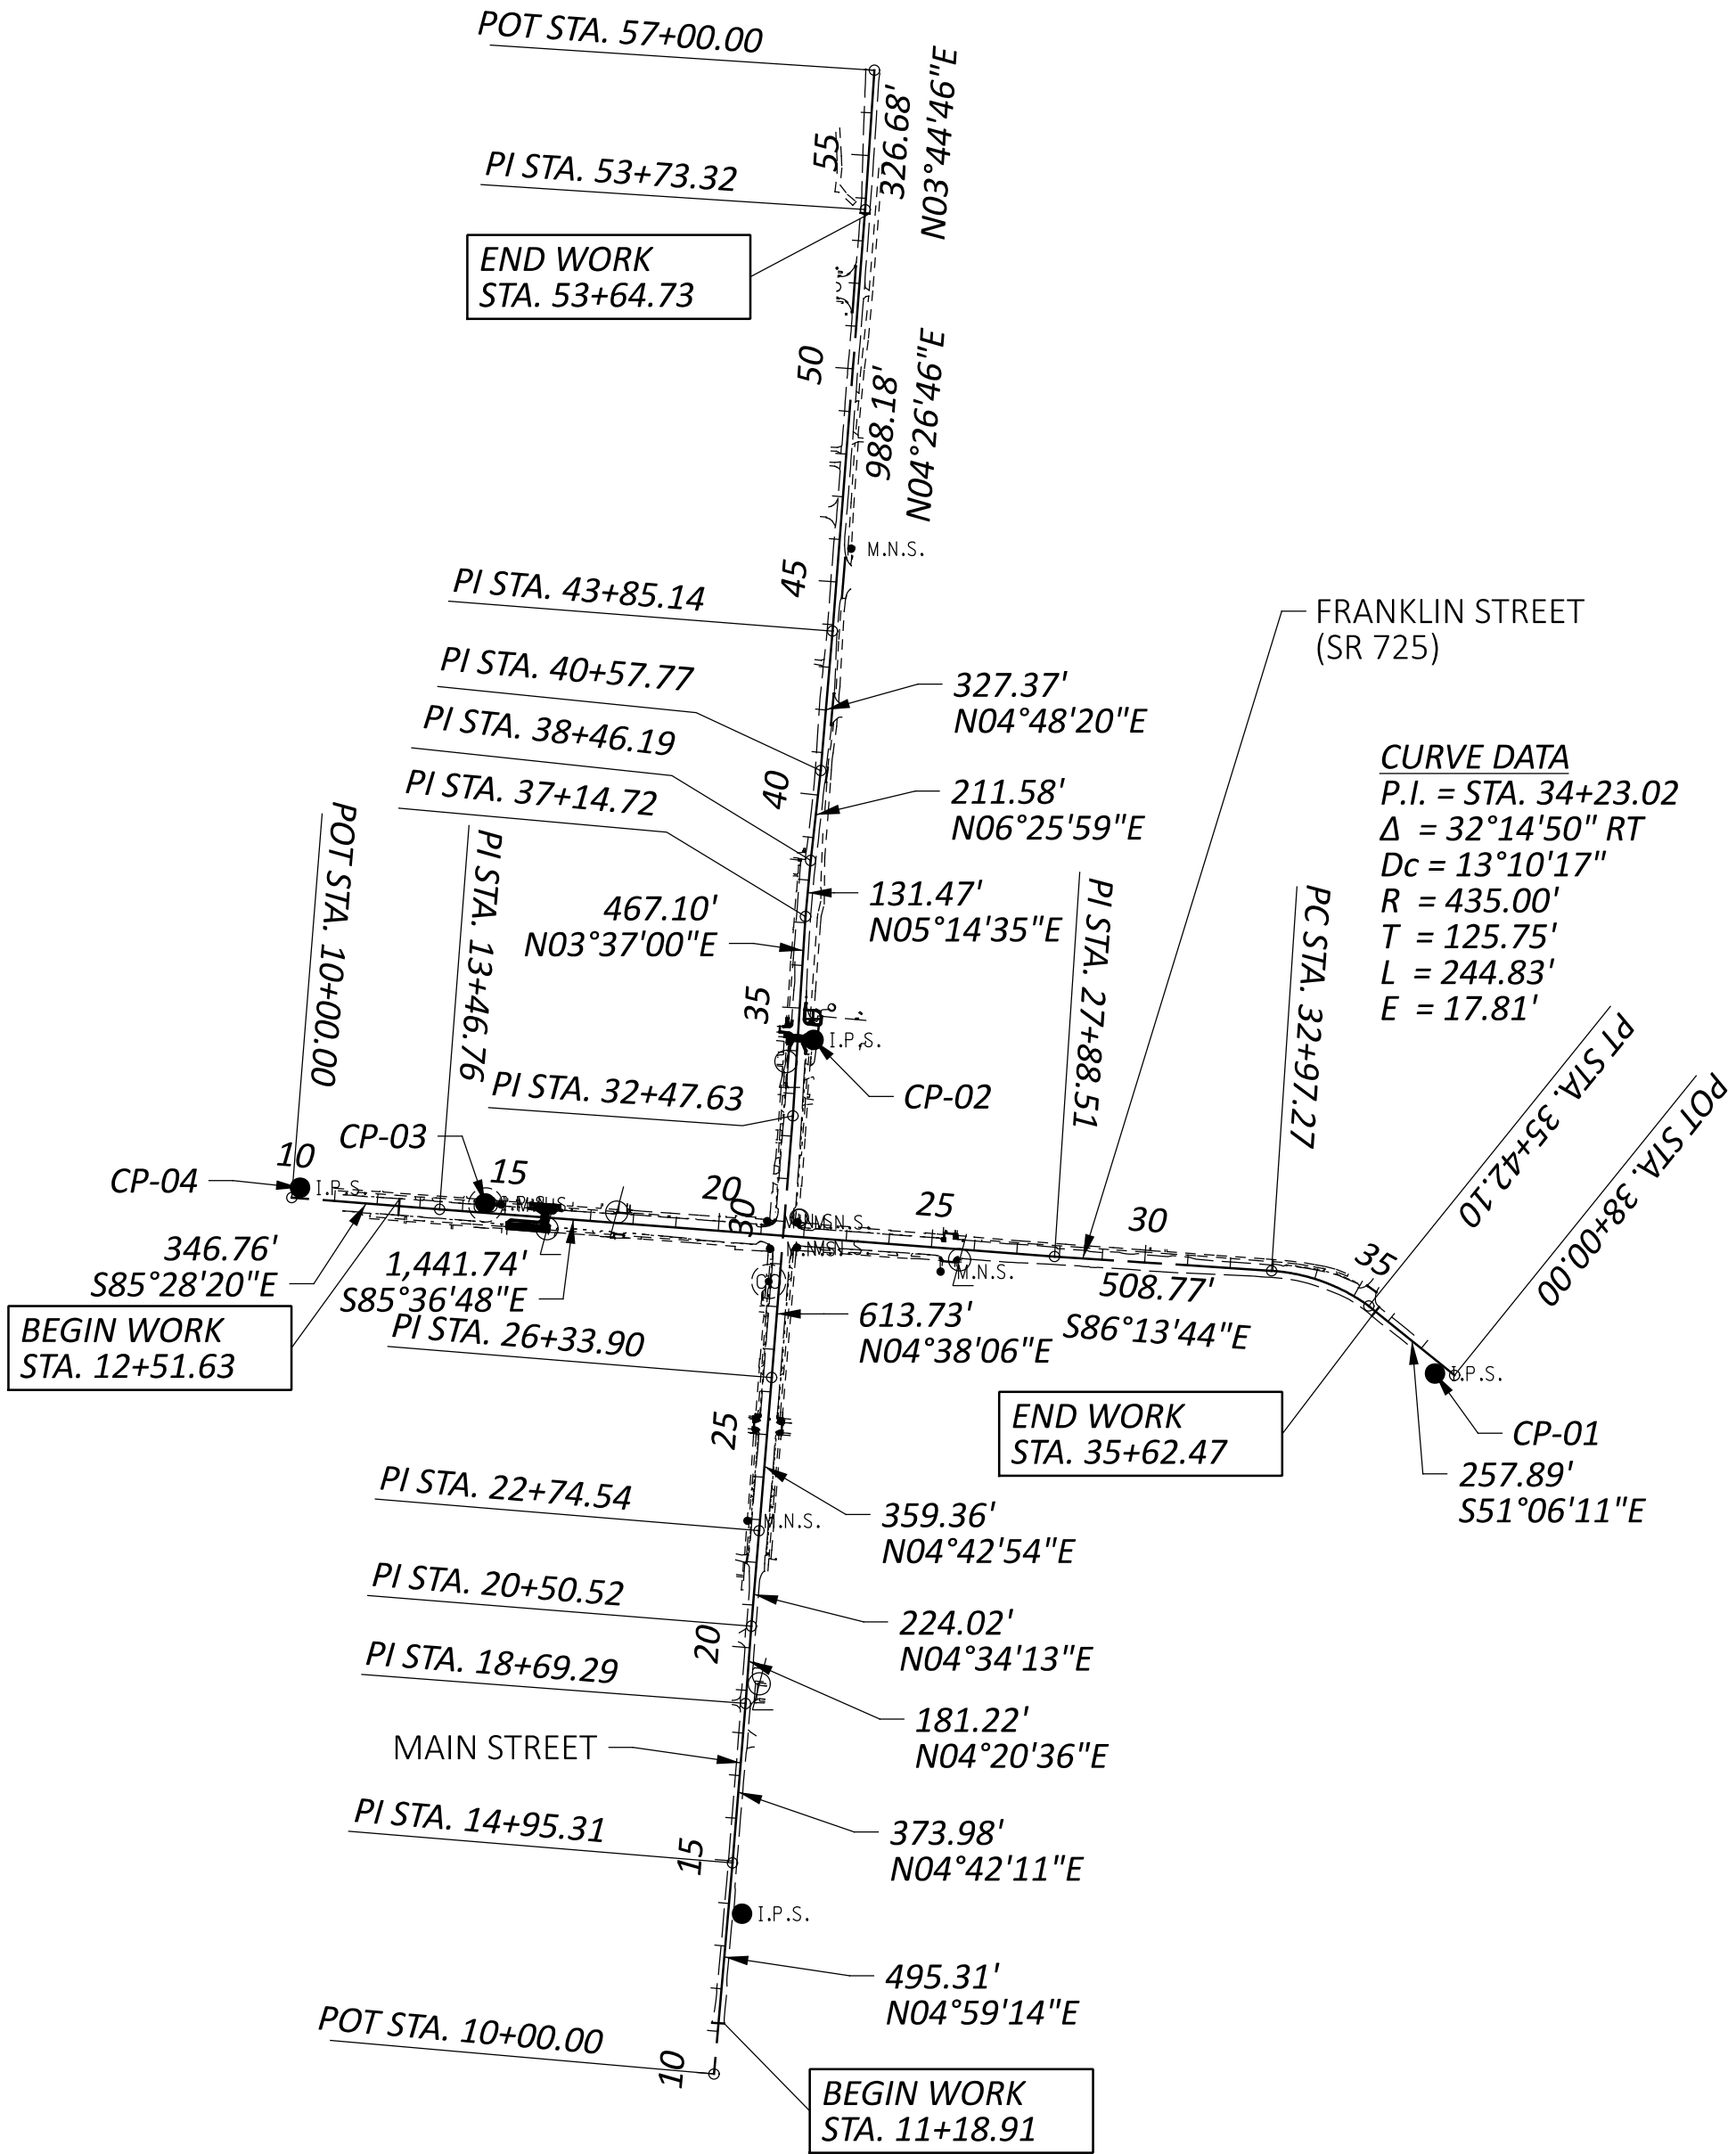 POT STA. 57+00.00
326.68'
N03°44'46"E
55
PI STA. 53+73.32
END WORK
STA. 53+64.73
50
988.18'
N04°26'46"E
M.N.S.
45
PI STA. 43+85.14
FRANKLIN STREET
(SR 725)
PI STA. 40+57.77
327.37'
N04°48'20"E
PI STA. 38+46.19
40
PI STA. 37+14.72
211.58'
N06°25'59"E
CURVE DATA
P.I. = STA. 34+23.02
Δ = 32°14'50" RT
Dc = 13°10'17"
R = 435.00'
T = 125.75'
L = 244.83'
E = 17.81'
POT STA. 10+00.00
PI STA. 13+46.76
467.10'
N03°37'00"E
131.47'
N05°14'35"E
PI STA. 27+88.51
PC STA. 32+97.27
PT STA. 35+42.10
POT STA. 38+00.00
35
I.P.S.
CP-02
PI STA. 32+47.63
CP-03
CP-04
10
I.P.S.
15
20
30
25
30
35
M.N.S.
346.76'
S85°28'20"E
1,441.74'
S85°36'48"E
508.77'
S86°13'44"E
BEGIN WORK
STA. 12+51.63
PI STA. 26+33.90
613.73'
N04°38'06"E
I.P.S.
END WORK
STA. 35+62.47
CP-01
257.89'
S51°06'11"E
25
PI STA. 22+74.54
M.N.S.
359.36'
N04°42'54"E
PI STA. 20+50.52
20
224.02'
N04°34'13"E
PI STA. 18+69.29
181.22'
N04°20'36"E
MAIN STREET
PI STA. 14+95.31
15
373.98'
N04°42'11"E
I.P.S.
495.31'
N04°59'14"E
POT STA. 10+00.00
10
BEGIN WORK
STA. 11+18.91